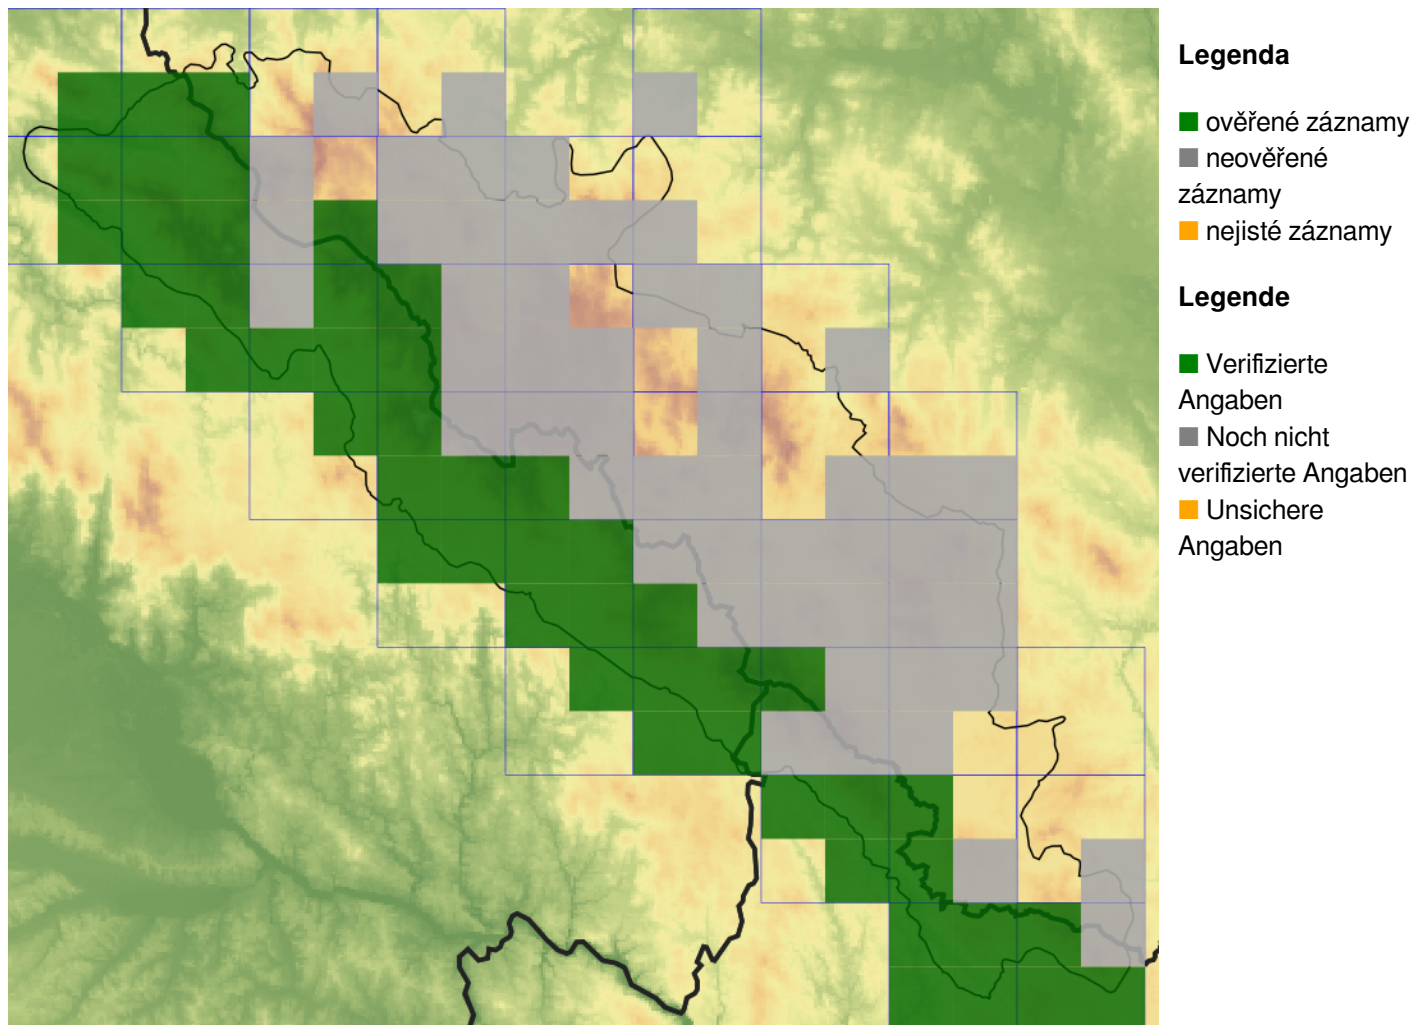 Legenda
ověřené záznamy
neověřené
záznamy
nejisté záznamy
Legende
Verifizierte
Angaben
Noch nicht
verifizierte Angaben
Unsichere
Angaben